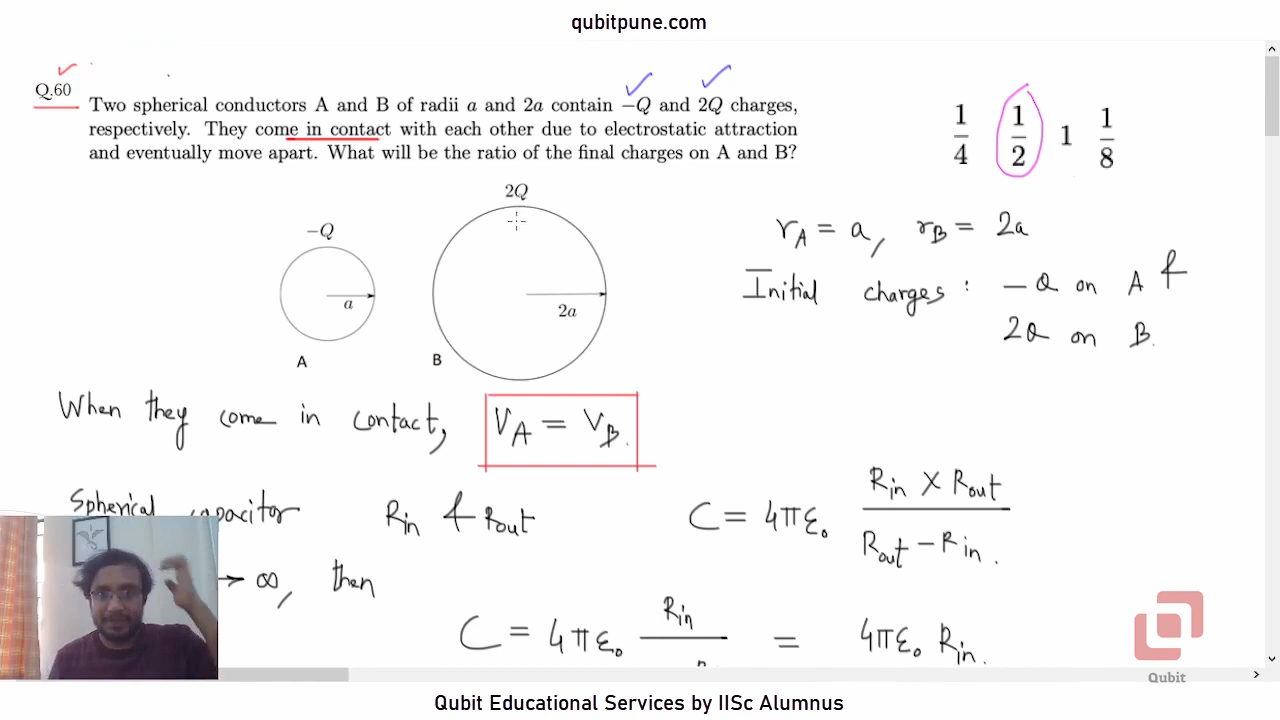 qubitpune.com
Q.60
Two spherical conductors A and B of radii a and 2a contain −Q and 2Q charges,
respectively. They come in contact with each other due to electrostatic attraction
and eventually move apart. What will be the ratio of the final charges on A and B?
1/4 1/2 1 1/8
2Q
−Q
a
2a
A
B
r_A = a, r_B = 2a
Initial charges : −Q on A &
2Q on B.
When they come in contact, V_A = V_B.
Spherical capacitor R_in & R_out
C = 4πε₀ (R_in × R_out)/(R_out − R_in).
→ ∞, then
C = 4πε₀ R_in = 4πε₀ R_in.
Qubit
Qubit Educational Services by IISc Alumnus